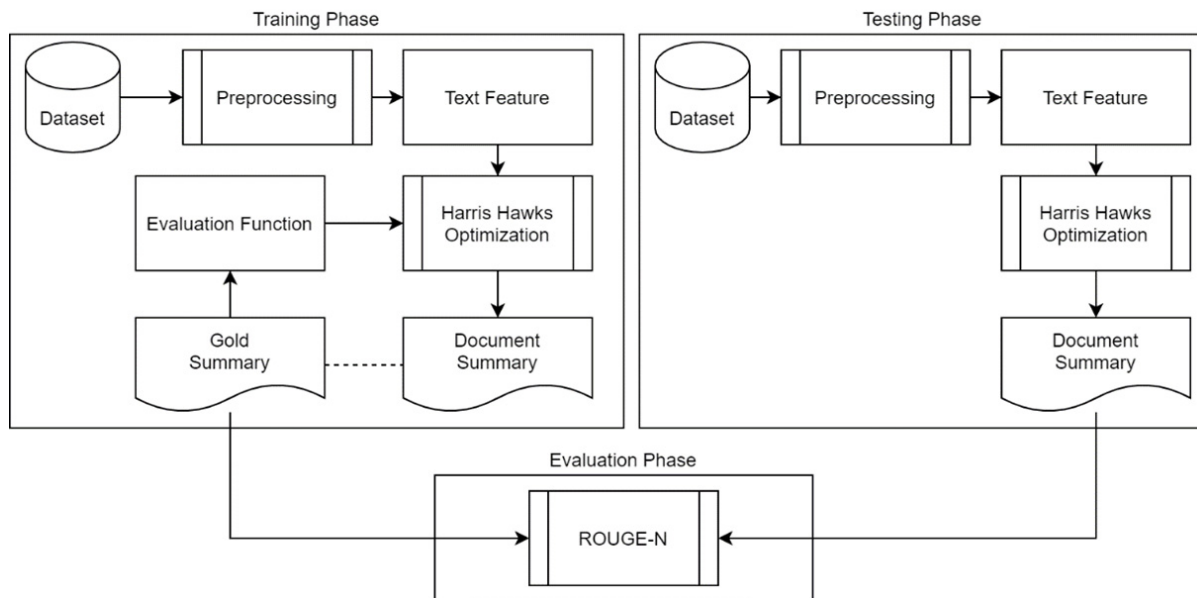 Training Phase
Dataset
Preprocessing
Text Feature
Evaluation Function
Harris Hawks
Optimization
Gold
Summary
Document
Summary
Testing Phase
Dataset
Preprocessing
Text Feature
Harris Hawks
Optimization
Document
Summary
Evaluation Phase
ROUGE-N